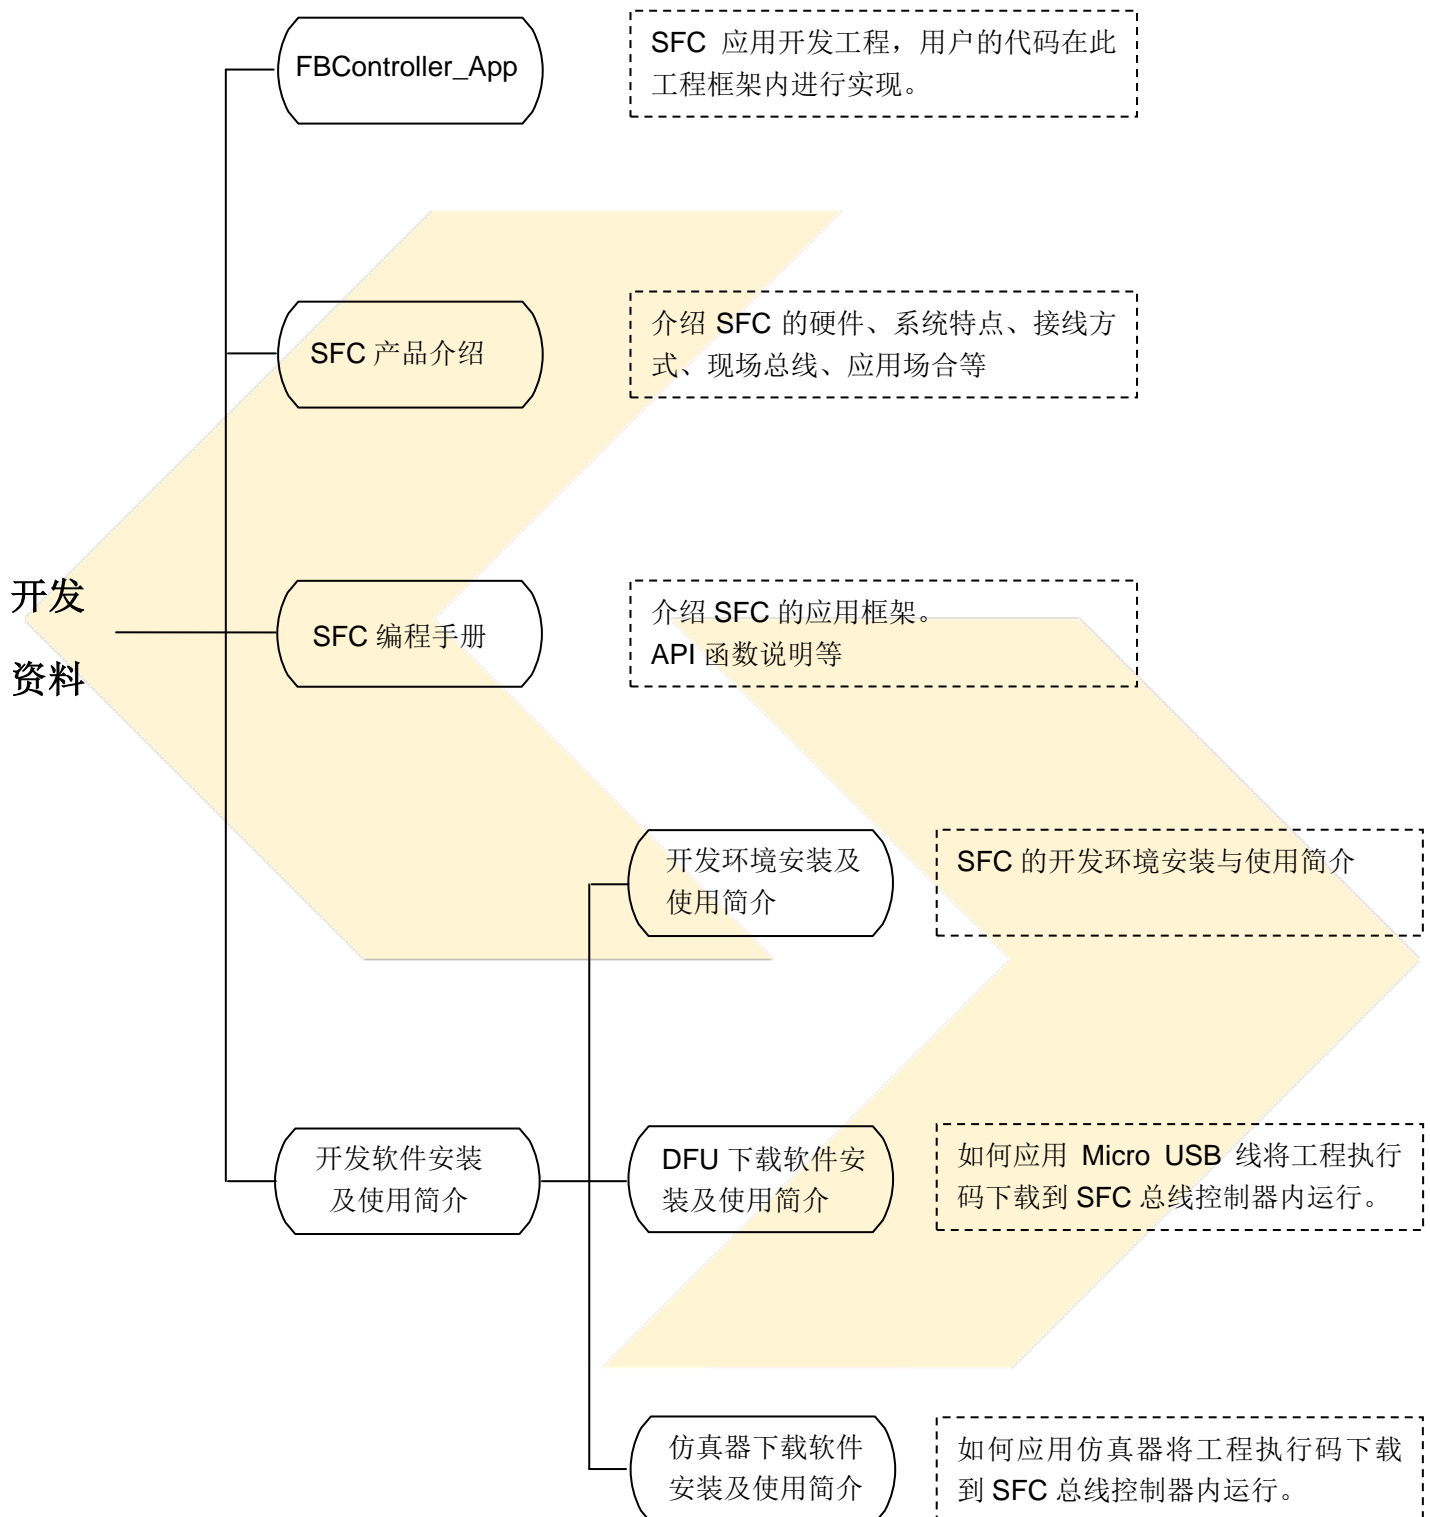 FBController_App
SFC 应用开发工程，用户的代码在此
工程框架内进行实现。
SFC 产品介绍
介绍 SFC 的硬件、系统特点、接线方
式、现场总线、应用场合等
开发
资料
SFC 编程手册
介绍 SFC 的应用框架。
API 函数说明等
开发环境安装及
使用简介
SFC 的开发环境安装与使用简介
开发软件安装
及使用简介
DFU 下载软件安
装及使用简介
如何应用 Micro USB 线将工程执行
码下载到 SFC 总线控制器内运行。
仿真器下载软件
安装及使用简介
如何应用仿真器将工程执行码下载
到 SFC 总线控制器内运行。